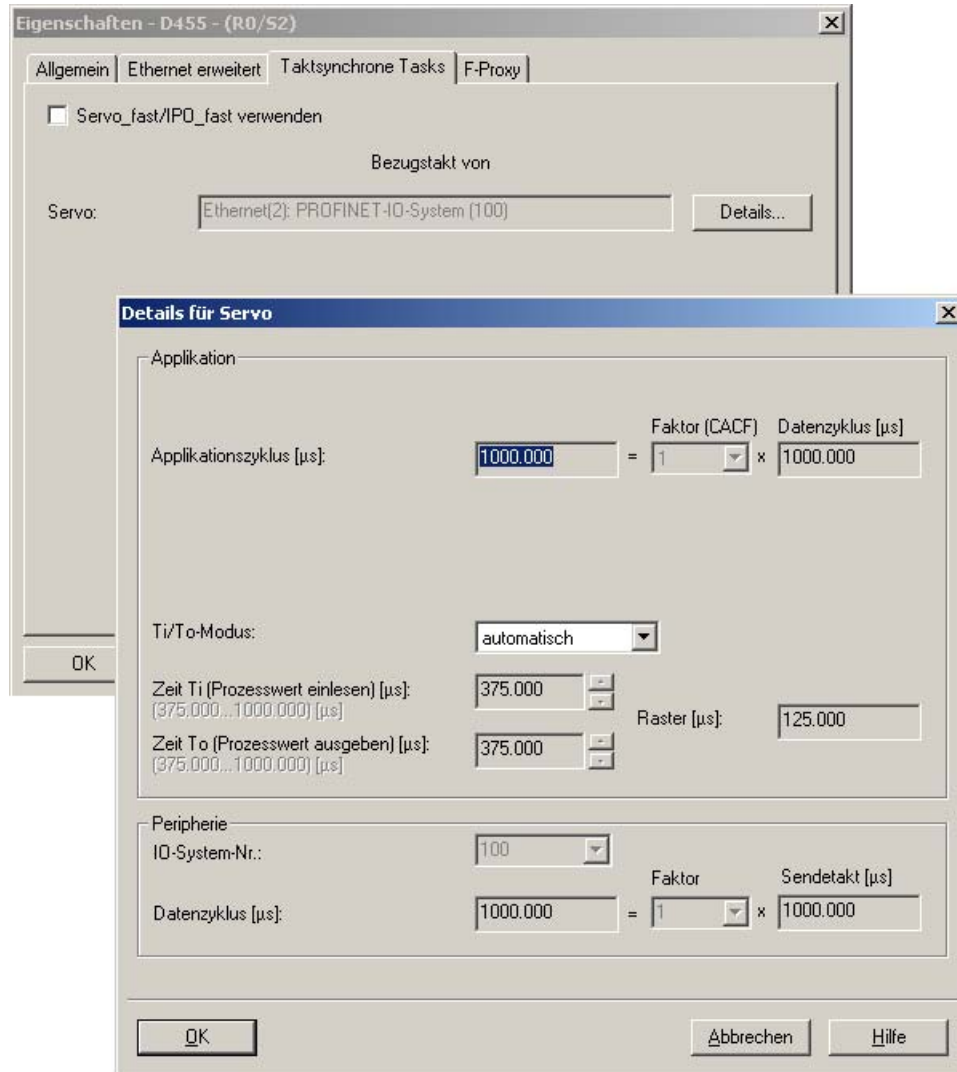 Eigenschaften - D455 - (R0/S2)
Allgemein Ethernet erweitert Taktsynchrone Tasks F-Proxy
Servo_fast/IPO_fast verwenden
Bezugstakt von
Servo: Ethernet(2): PROFINET-IO-System (100) Details...
OK
Details für Servo
Applikation
Faktor (CACF) Datenzyklus [µs]
Applikationszyklus [µs]: 1000.000 = 1 x 1000.000
Ti/To-Modus: automatisch
Zeit Ti (Prozesswert einlesen) [µs]: 375.000
(375.000...1000.000) [µs]
Raster [µs]: 125.000
Zeit To (Prozesswert ausgeben) [µs]: 375.000
(375.000...1000.000) [µs]
Peripherie
IO-System-Nr.: 100
Faktor Sendetakt [µs]
Datenzyklus [µs]: 1000.000 = 1 x 1000.000
OK Abbrechen Hilfe